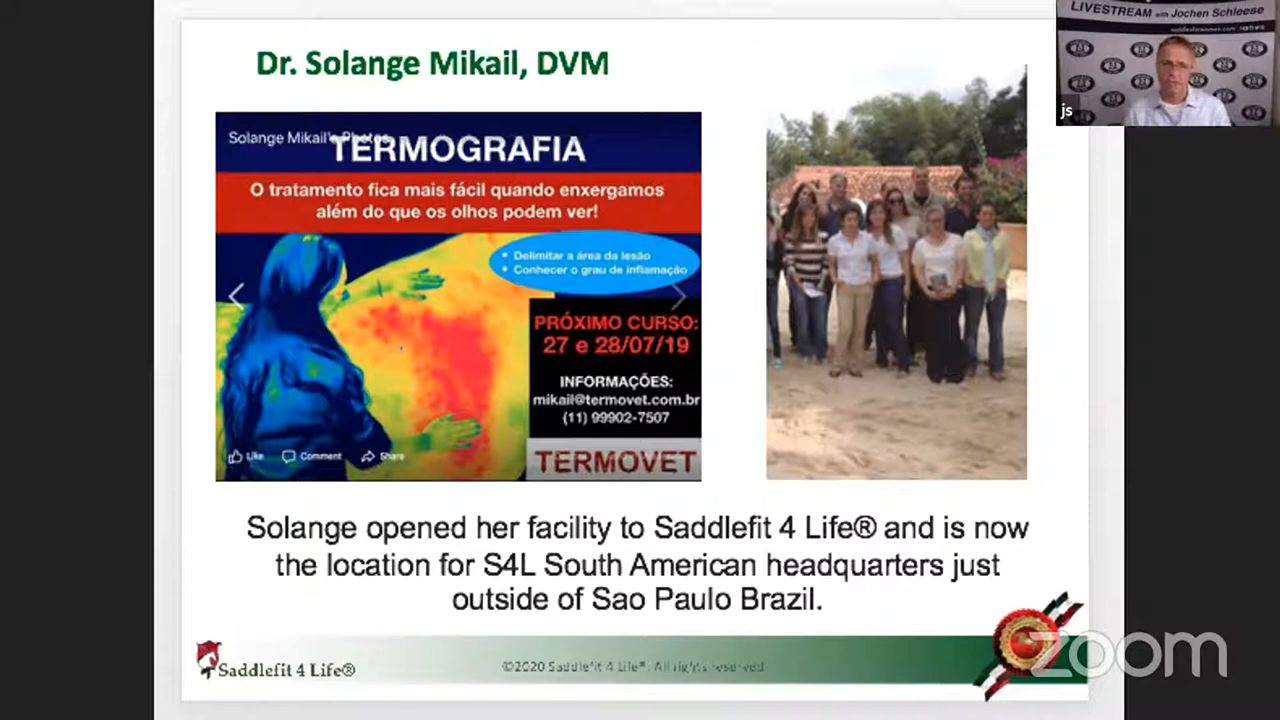 LIVESTREAM with Jochen Schleese
js
Dr. Solange Mikail, DVM
Solange Mikail's Photos
TERMOGRAFIA
O tratamento fica mais fácil quando enxergamos
além do que os olhos podem ver!
• Delimitar a área da lesão
• Conhecer o grau de inflamação
PRÓXIMO CURSO:
27 e 28/07/19
INFORMAÇÕES:
mikail@termovet.com.br
(11) 99902-7507
Like Comment Share
TERMOVET
Solange opened her facility to Saddlefit 4 Life® and is now
the location for S4L South American headquarters just
outside of Sao Paulo Brazil.
Saddlefit 4 Life®
©2020 Saddlefit 4 Life®. All rights reserved
zoom